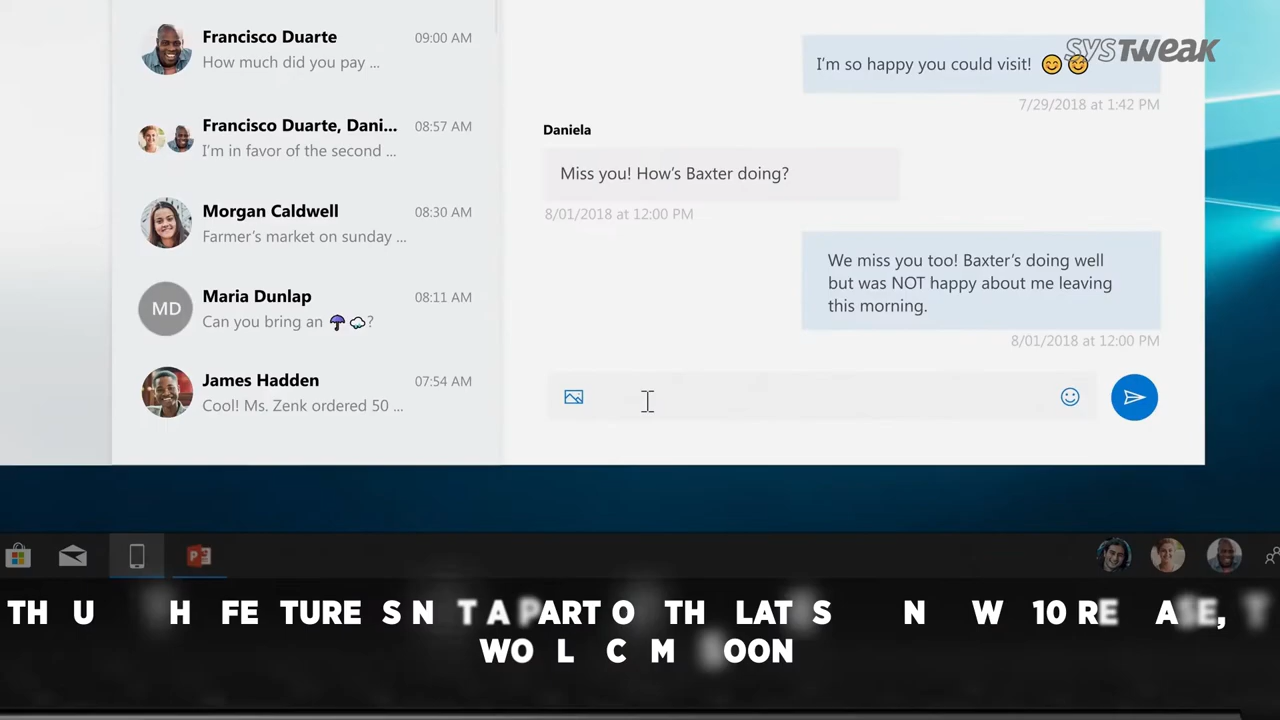 Francisco Duarte 09:00 AM
How much did you pay ...
Francisco Duarte, Dani... 08:57 AM
I'm in favor of the second ...
Morgan Caldwell 08:30 AM
Farmer's market on sunday ...
MD
Maria Dunlap 08:11 AM
Can you bring an ☂️🌧️?
James Hadden 07:54 AM
Cool! Ms. Zenk ordered 50 ...
SYSTWEAK
I'm so happy you could visit! 😊😊
7/29/2018 at 1:42 PM
Daniela
Miss you! How's Baxter doing?
8/01/2018 at 12:00 PM
We miss you too! Baxter's doing well
but was NOT happy about me leaving
this morning.
8/01/2018 at 12:00 PM
10